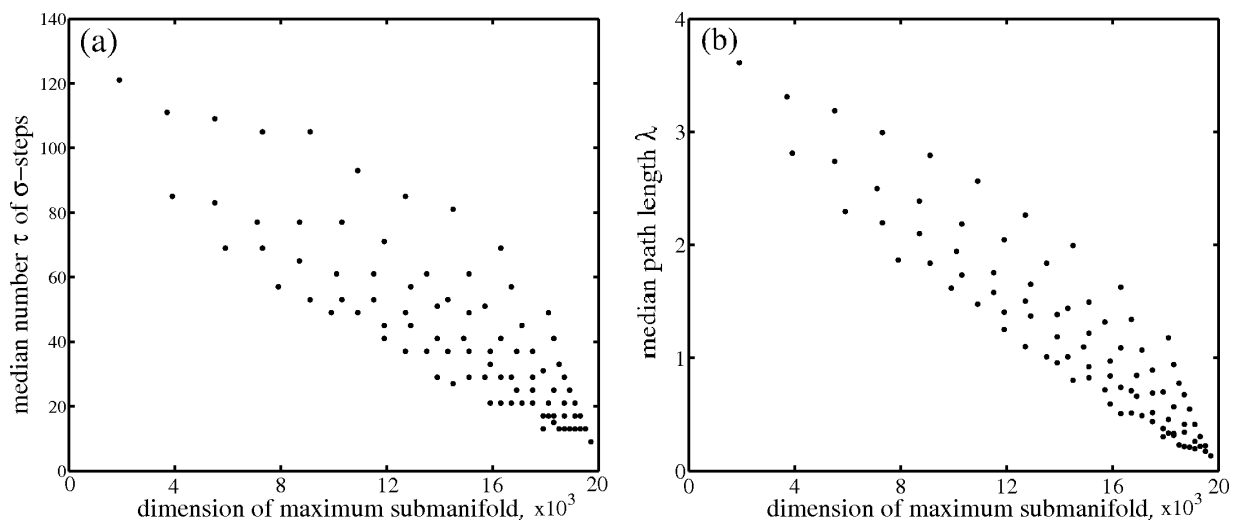 (a)
median number τ of σ−steps
140
120
100
80
60
40
20
0
0 4 8 12 16 20
dimension of maximum submanifold, x10³
(b)
median path length λ
4
3
2
1
0
0 4 8 12 16 20
dimension of maximum submanifold, x10³